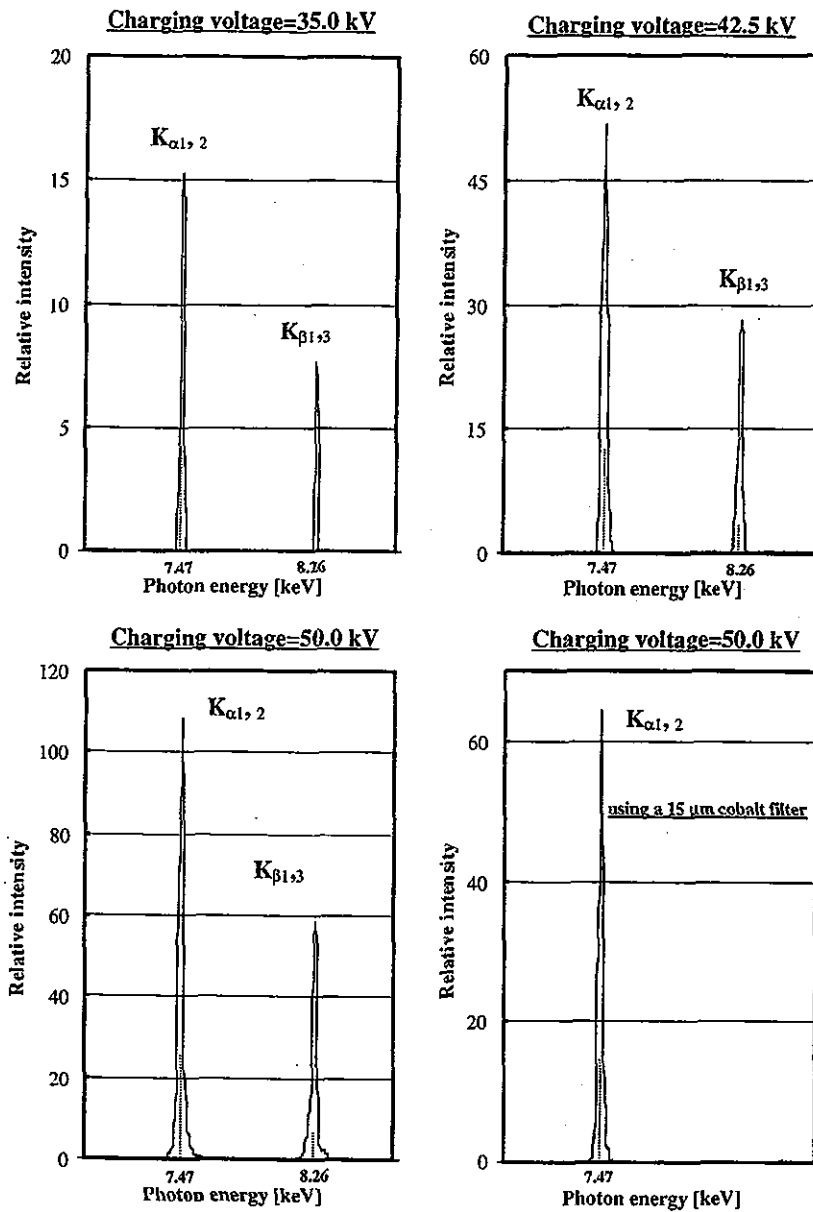 Charging voltage=35.0 kV
20
15
10
5
0
Relative intensity
Kα1, 2
Kβ1,3
7.47
8.26
Photon energy [keV]
Charging voltage=42.5 kV
60
45
30
15
0
Relative intensity
Kα1, 2
Kβ1,3
7.47
8.26
Photon energy [keV]
Charging voltage=50.0 kV
120
100
80
60
40
20
0
Relative intensity
Kα1, 2
Kβ1,3
7.47
8.26
Photon energy [keV]
Charging voltage=50.0 kV
60
40
20
0
Relative intensity
Kα1, 2
using a 15 μm cobalt filter
7.47
Photon energy [keV]